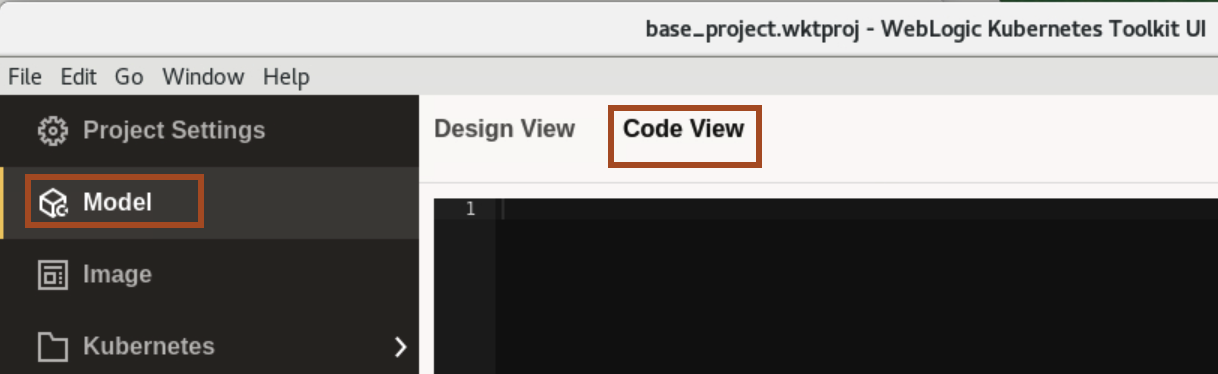 base_project.wktproj - WebLogic Kubernetes Toolkit UI
File Edit Go Window Help
Project Settings
Model
Image
Kubernetes
Design View Code View
1